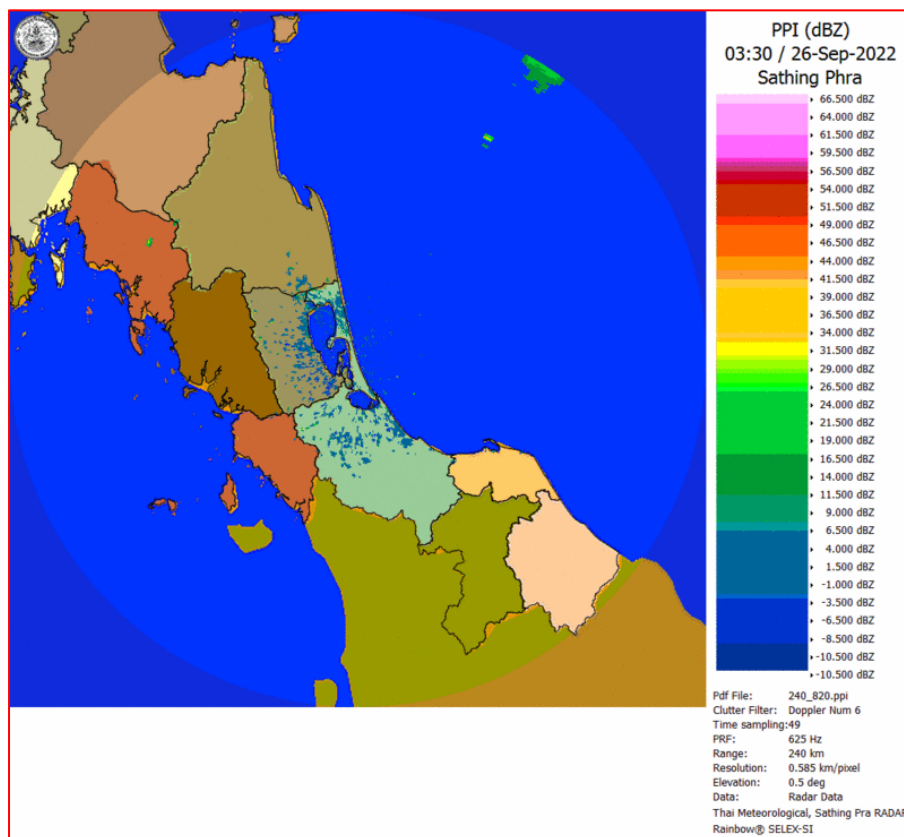 PPI (dBZ)
03:30 / 26-Sep-2022
Sathing Phra
66.500 dBZ
64.000 dBZ
61.500 dBZ
59.500 dBZ
56.500 dBZ
54.000 dBZ
51.500 dBZ
49.000 dBZ
46.500 dBZ
44.000 dBZ
41.500 dBZ
39.000 dBZ
36.500 dBZ
34.000 dBZ
31.500 dBZ
29.000 dBZ
26.500 dBZ
24.000 dBZ
21.500 dBZ
19.000 dBZ
16.500 dBZ
14.000 dBZ
11.500 dBZ
9.000 dBZ
6.500 dBZ
4.000 dBZ
1.500 dBZ
-1.000 dBZ
-3.500 dBZ
-6.500 dBZ
-8.500 dBZ
-10.500 dBZ
-10.500 dBZ
Pdf File: 240_820.ppi
Clutter Filter: Doppler Num 6
Time sampling:49
PRF: 625 Hz
Range: 240 km
Resolution: 0.585 km/pixel
Elevation: 0.5 deg
Data: Radar Data
Thai Meteorological, Sathing Pra RADAR
Rainbow® SELEX-SI